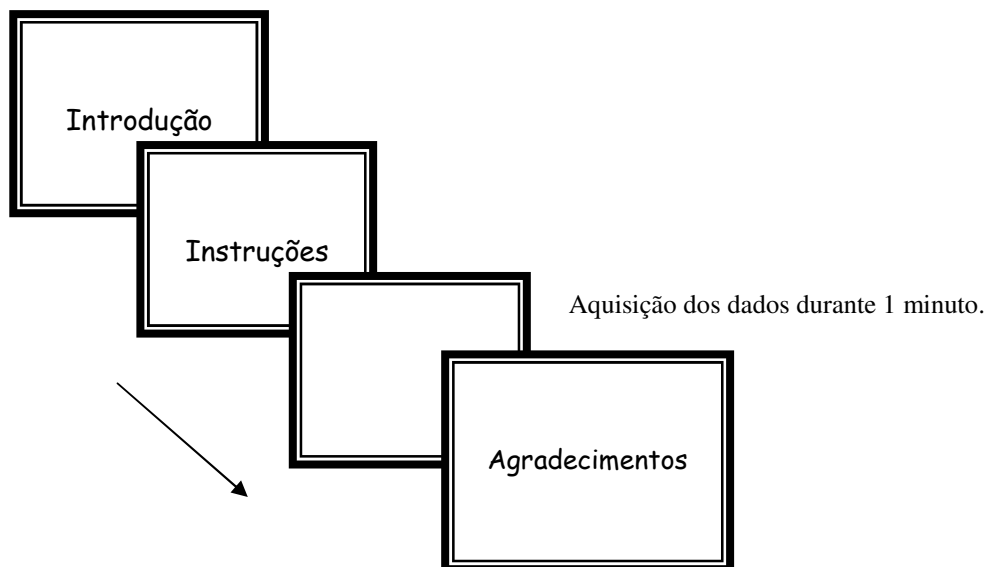 Introdução
Instruções
Aquisição dos dados durante 1 minuto.
Agradecimentos